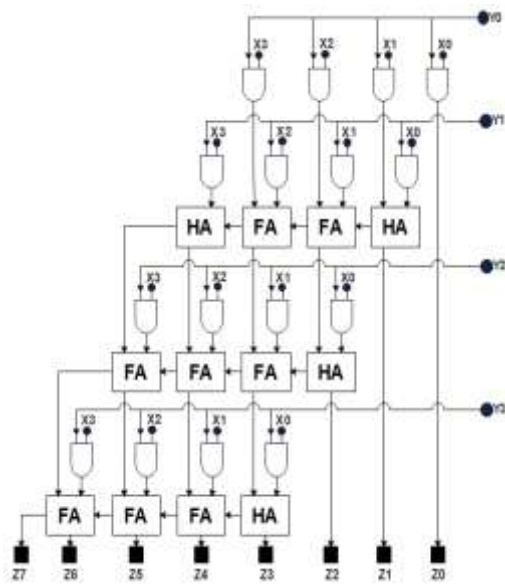 Y0
X3 X2 X1 X0
Y1
X3 X2 X1 X0
HA FA FA HA
Y2
X3 X2 X1 X0
FA FA FA HA
Y3
X3 X2 X1 X0
FA FA FA HA
Z7 Z6 Z5 Z4 Z3 Z2 Z1 Z0